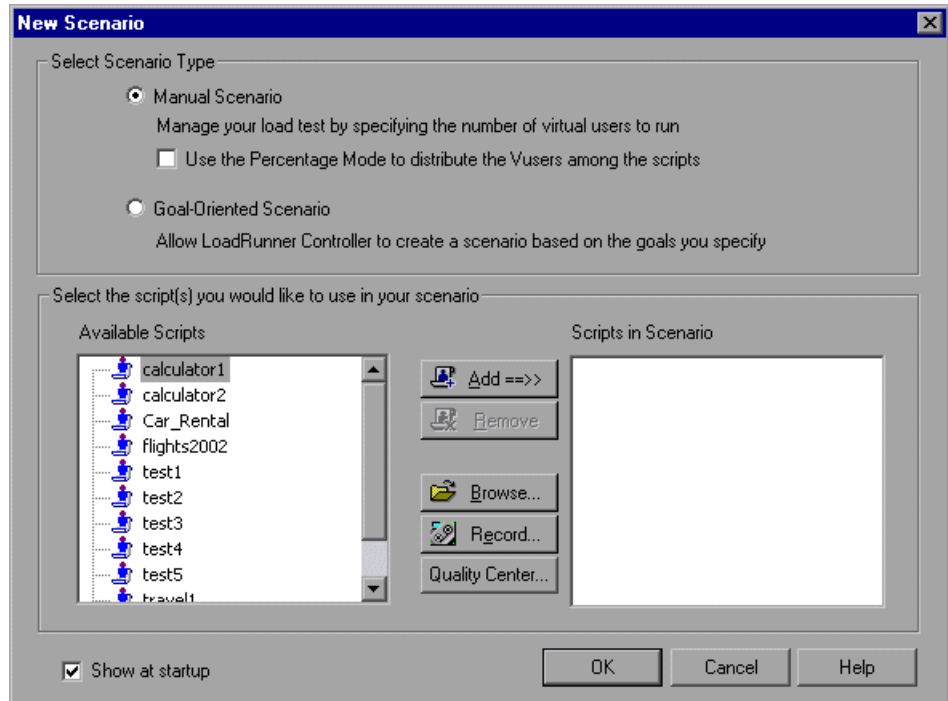 New Scenario
Select Scenario Type
Manual Scenario
Manage your load test by specifying the number of virtual users to run
Use the Percentage Mode to distribute the Vusers among the scripts
Goal-Oriented Scenario
Allow LoadRunner Controller to create a scenario based on the goals you specify
Select the script(s) you would like to use in your scenario
Available Scripts
calculator1
calculator2
Car_Rental
flights2002
test1
test2
test3
test4
test5
travel1
Add ==>>
Remove
Browse...
Record...
Quality Center...
Scripts in Scenario
Show at startup
OK
Cancel
Help